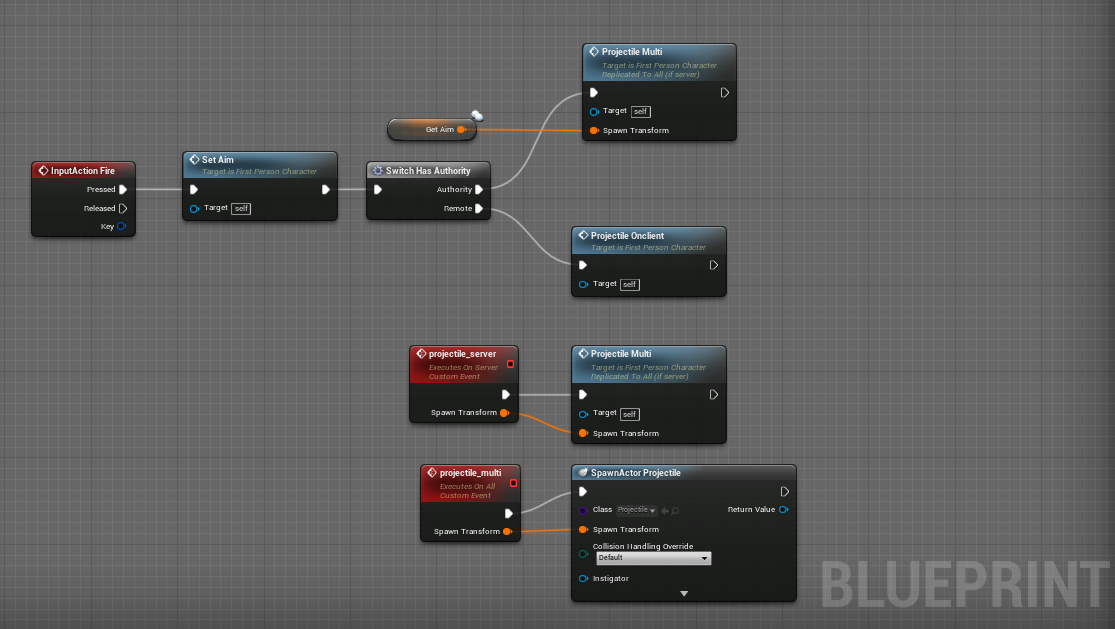 Projectile Multi
Target is First Person Character
Replicated To All (if server)
Target self
Spawn Transform
Get Aim
InputAction Fire
Pressed
Released
Key
Set Aim
Target is First Person Character
Target self
Switch Has Authority
Authority
Remote
Projectile Onclient
Target is First Person Character
Target self
projectile_server
Executes On Server
Custom Event
Spawn Transform
Projectile Multi
Target is First Person Character
Replicated To All (if server)
Target self
Spawn Transform
projectile_multi
Executes On All
Custom Event
Spawn Transform
SpawnActor Projectile
Class Projectile
Return Value
Spawn Transform
Collision Handling Override
Default
Instigator
BLUEPRINT